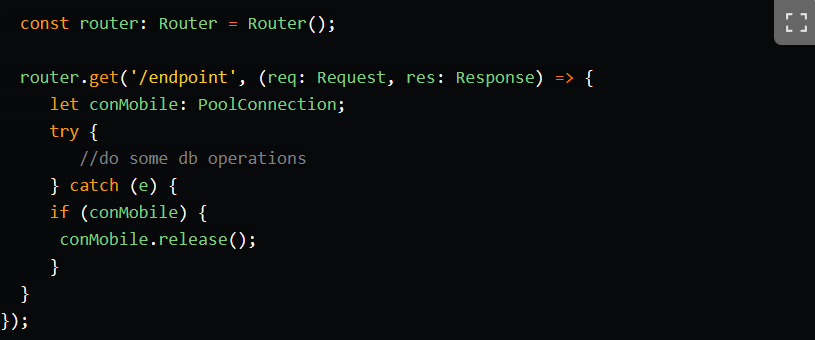 const router: Router = Router();
router.get('/endpoint', (req: Request, res: Response) => {
let conMobile: PoolConnection;
try {
//do some db operations
} catch (e) {
if (conMobile) {
conMobile.release();
}
}
});